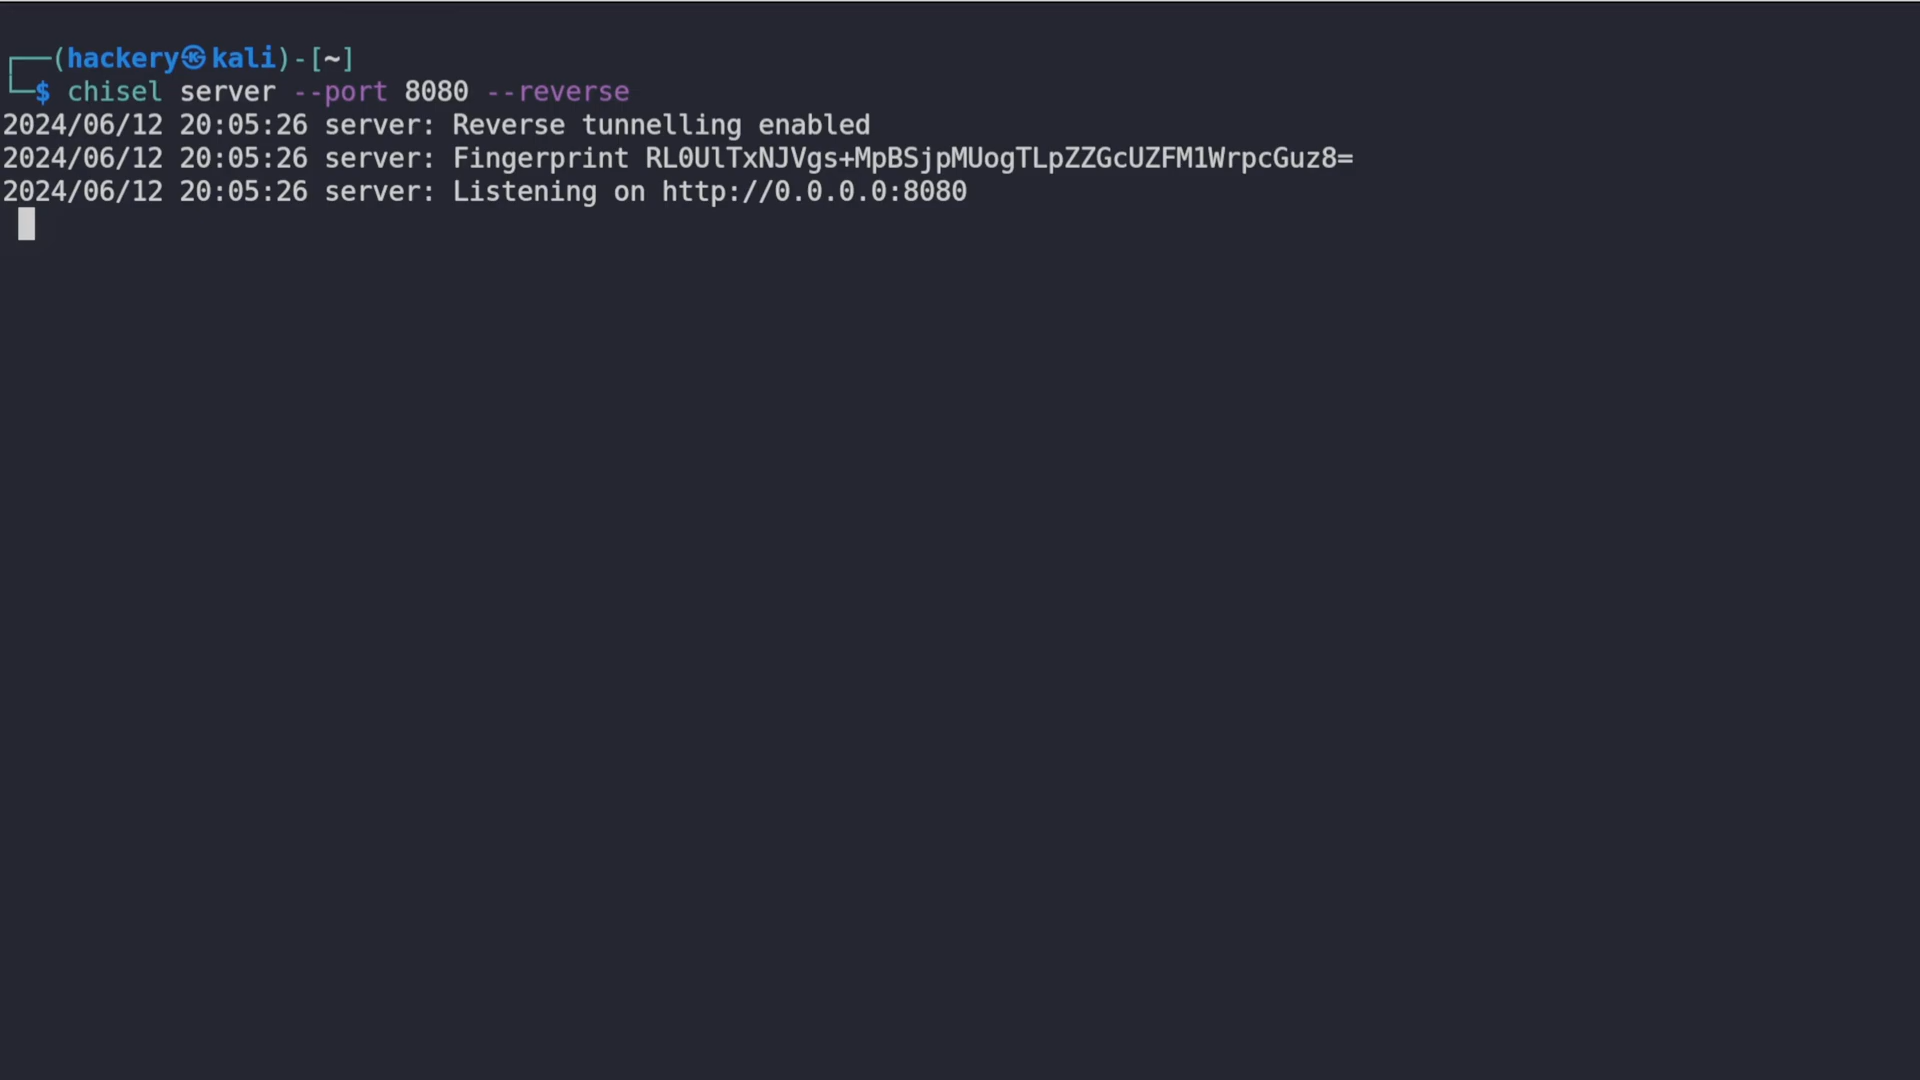 ┌──(hackery㉿kali)-[~]
└─$ chisel server --port 8080 --reverse
2024/06/12 20:05:26 server: Reverse tunnelling enabled
2024/06/12 20:05:26 server: Fingerprint RL0UlTxNJVgs+MpBSjpMUogTLpZZGcUZFM1WrpcGuz8=
2024/06/12 20:05:26 server: Listening on http://0.0.0.0:8080